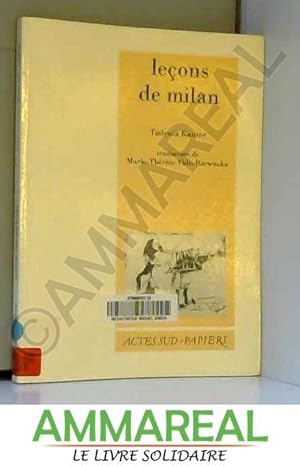 leçons
de milan
Tadeusz Kantor
traduction de
Marie-Thérèse Vido-Rzewuska
ACTES SUD-PAPIERS
©AMMAREAL
©AMMAREAL
AMMAREAL
LE LIVRE SOLIDAIRE